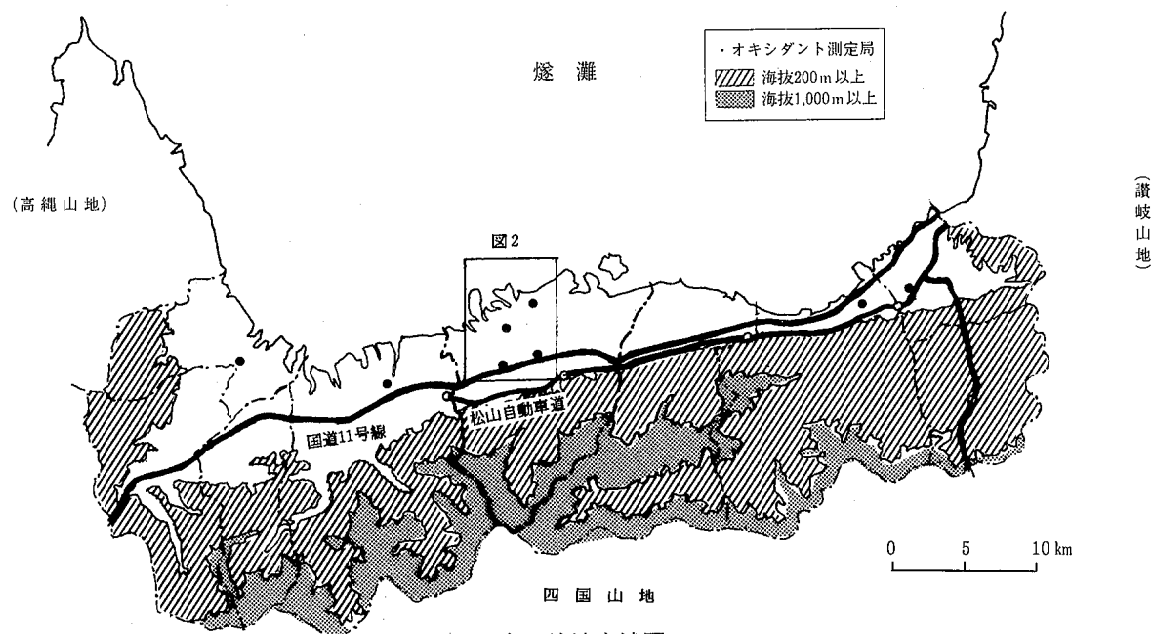 ・オキシダント測定局
海抜200m以上
海抜1,000m以上
燧灘
(高縄山地)
(讃岐山地)
図2
国道11号線
松山自動車道
0 5 10km
四国山地